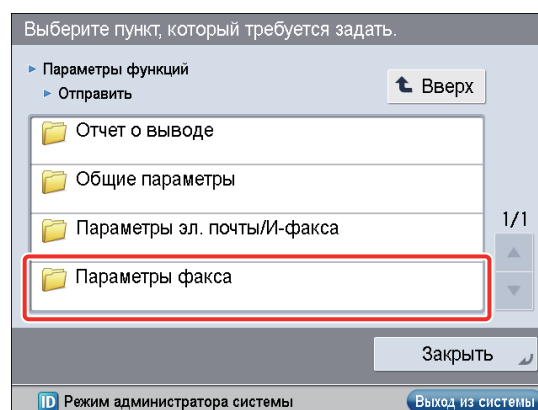 Выберите пункт, который требуется задать.
Параметры функций
Отправить
Вверх
Отчет о выводе
Общие параметры
Параметры эл. почты/И-факса
1/1
Параметры факса
Закрыть
ID Режим администратора системы
Выход из системы